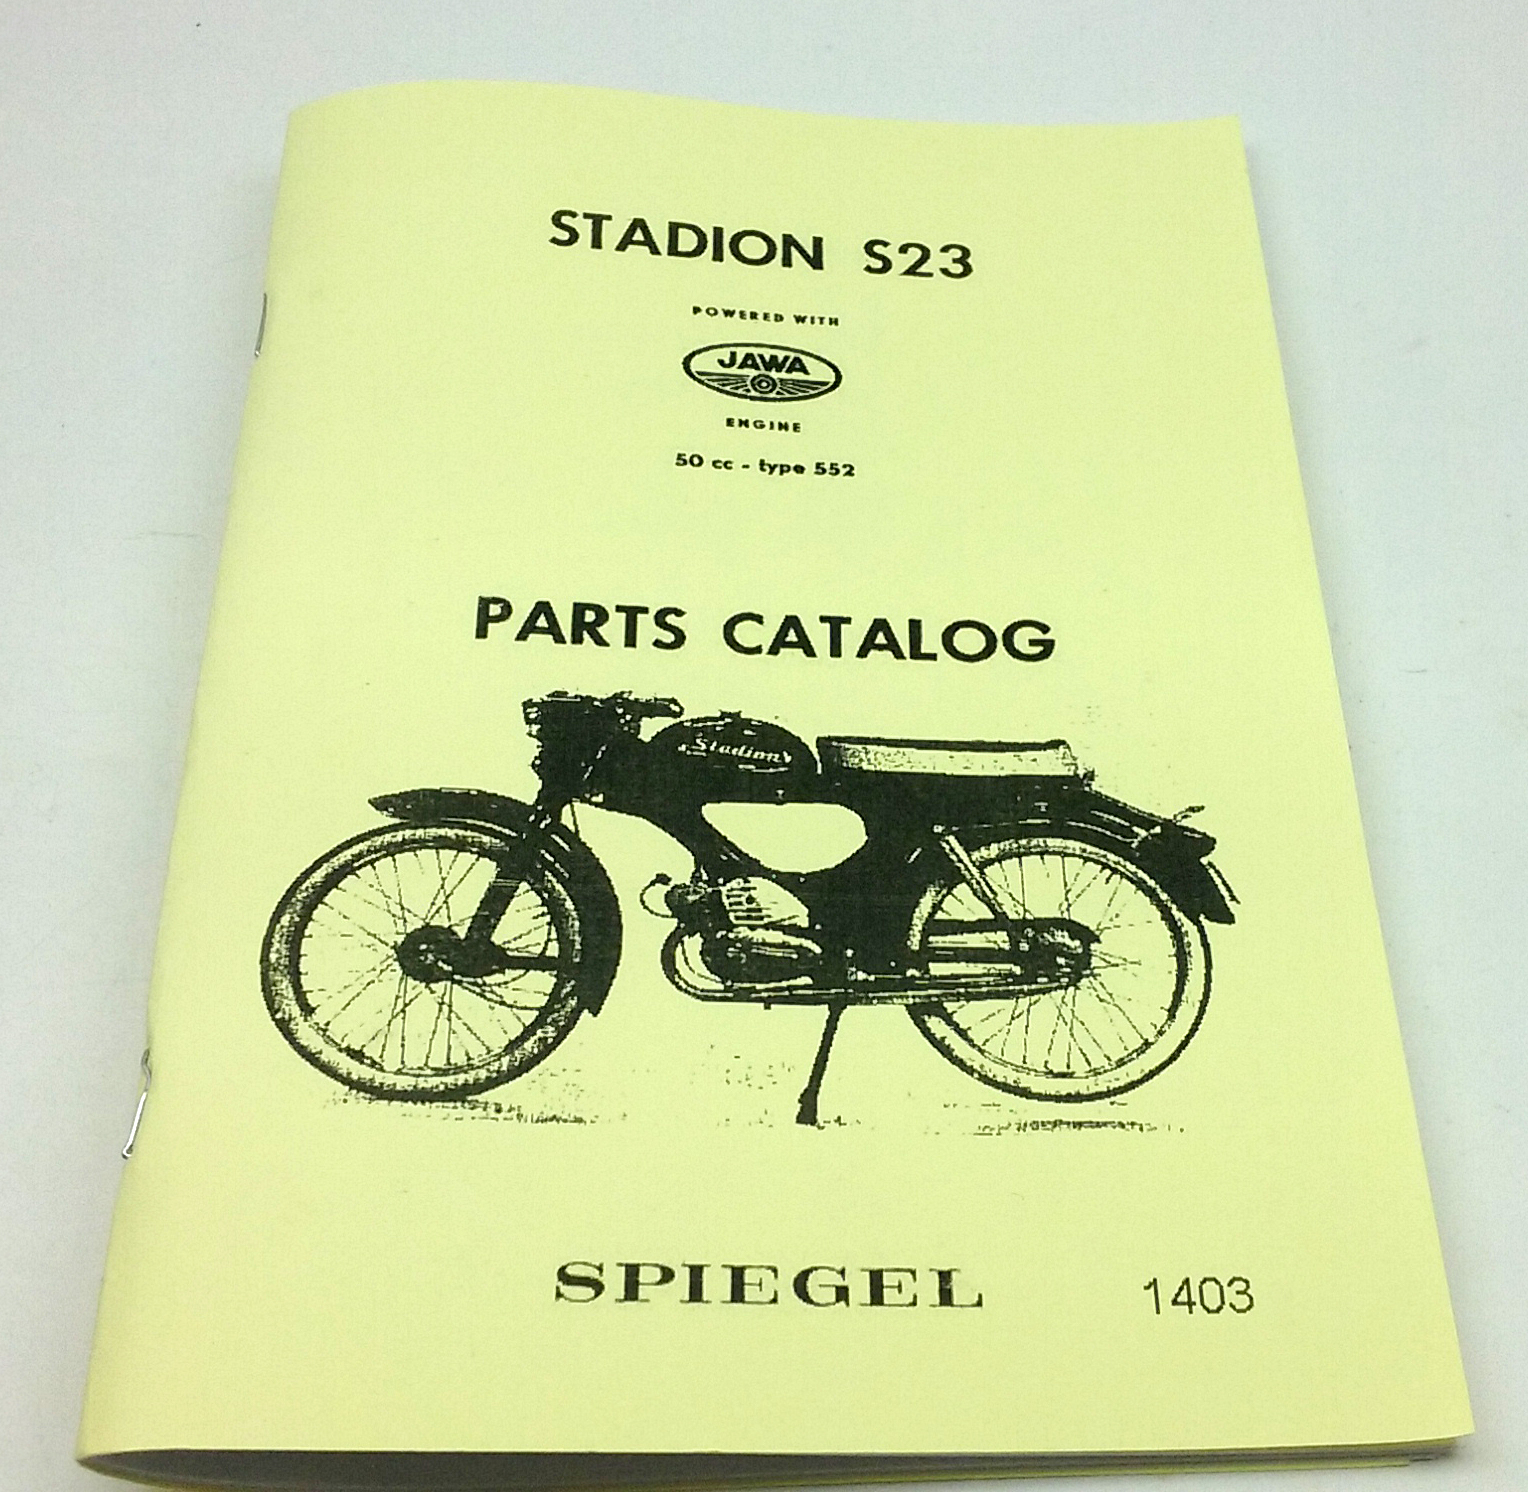 STADION S23
POWERED WITH
JAWA
ENGINE
50 cc - type 552
PARTS CATALOG
Stadion
SPIEGEL
1403